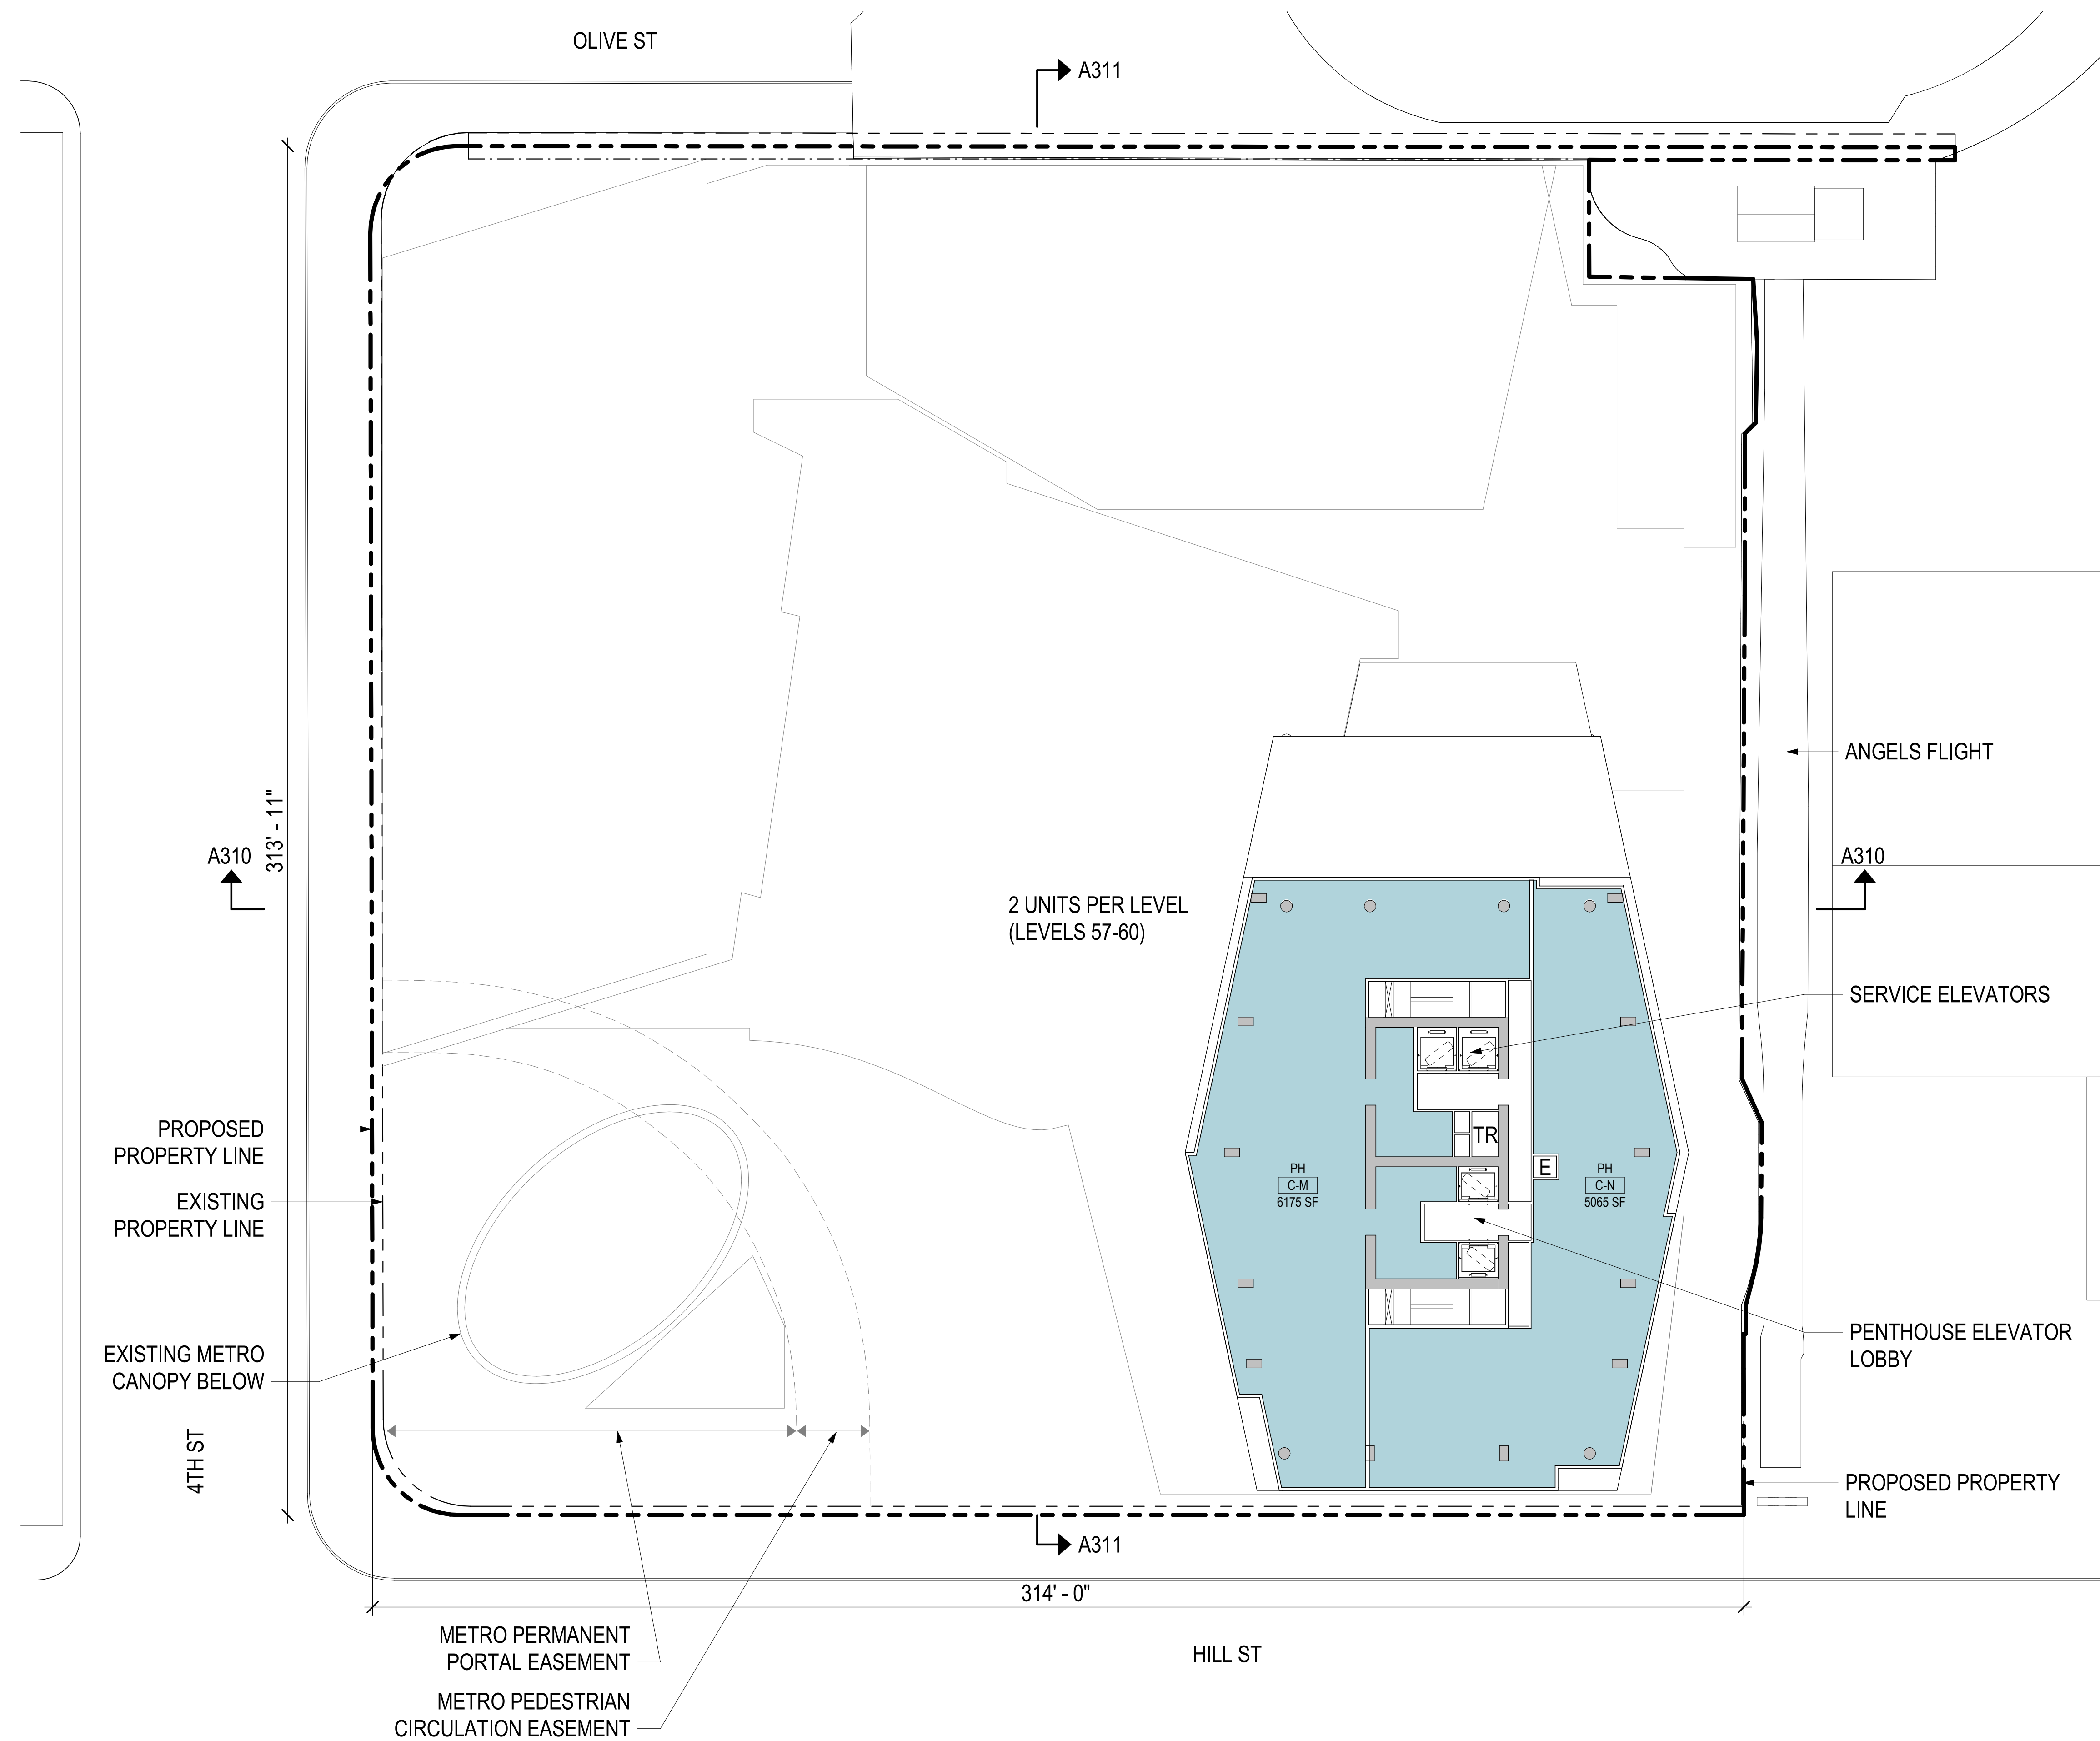 OLIVE ST
A311
313' - 11"
A310
A310
ANGELS FLIGHT
2 UNITS PER LEVEL
(LEVELS 57-60)
SERVICE ELEVATORS
PROPOSED
PROPERTY LINE
TR
E
PH
C-M
6175 SF
PH
C-N
5065 SF
EXISTING
PROPERTY LINE
PENTHOUSE ELEVATOR
LOBBY
EXISTING METRO
CANOPY BELOW
4TH ST
PROPOSED PROPERTY
LINE
A311
314' - 0"
METRO PERMANENT
PORTAL EASEMENT
HILL ST
METRO PEDESTRIAN
CIRCULATION EASEMENT